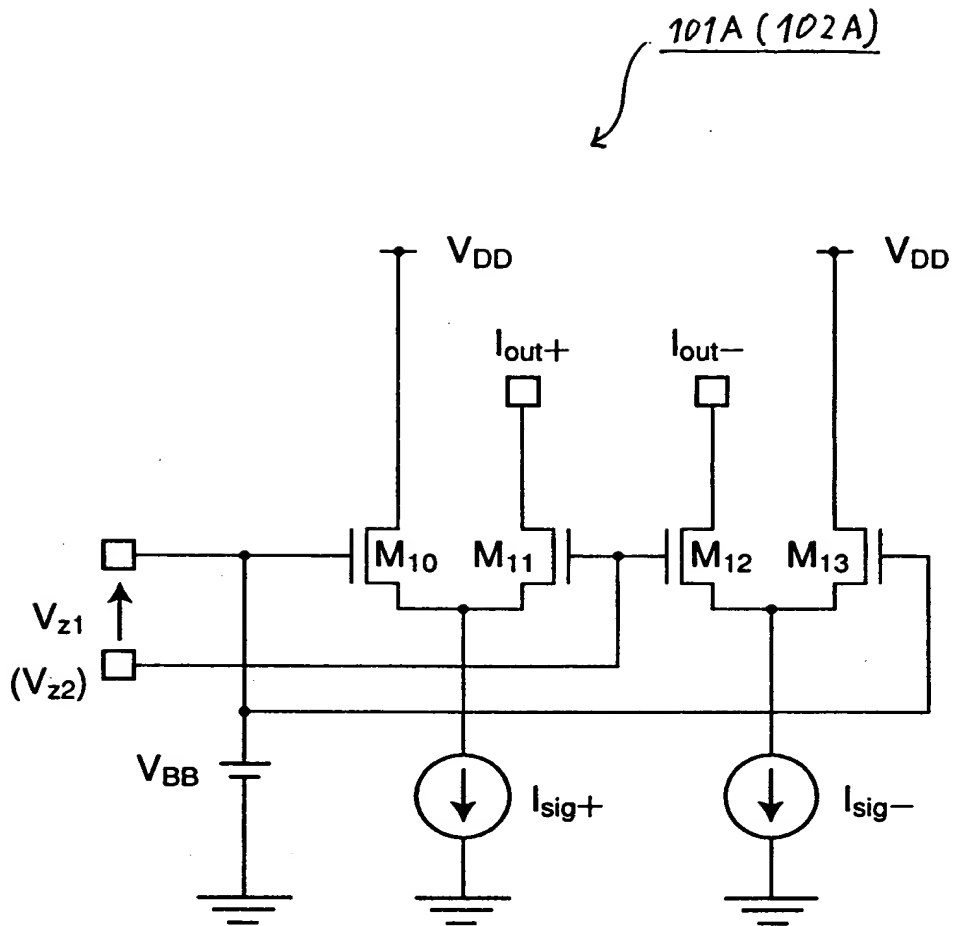 101A (102A)
VDD
VDD
Iout+
Iout−
M10
M11
M12
M13
Vz1
(Vz2)
VBB
Isig+
Isig−